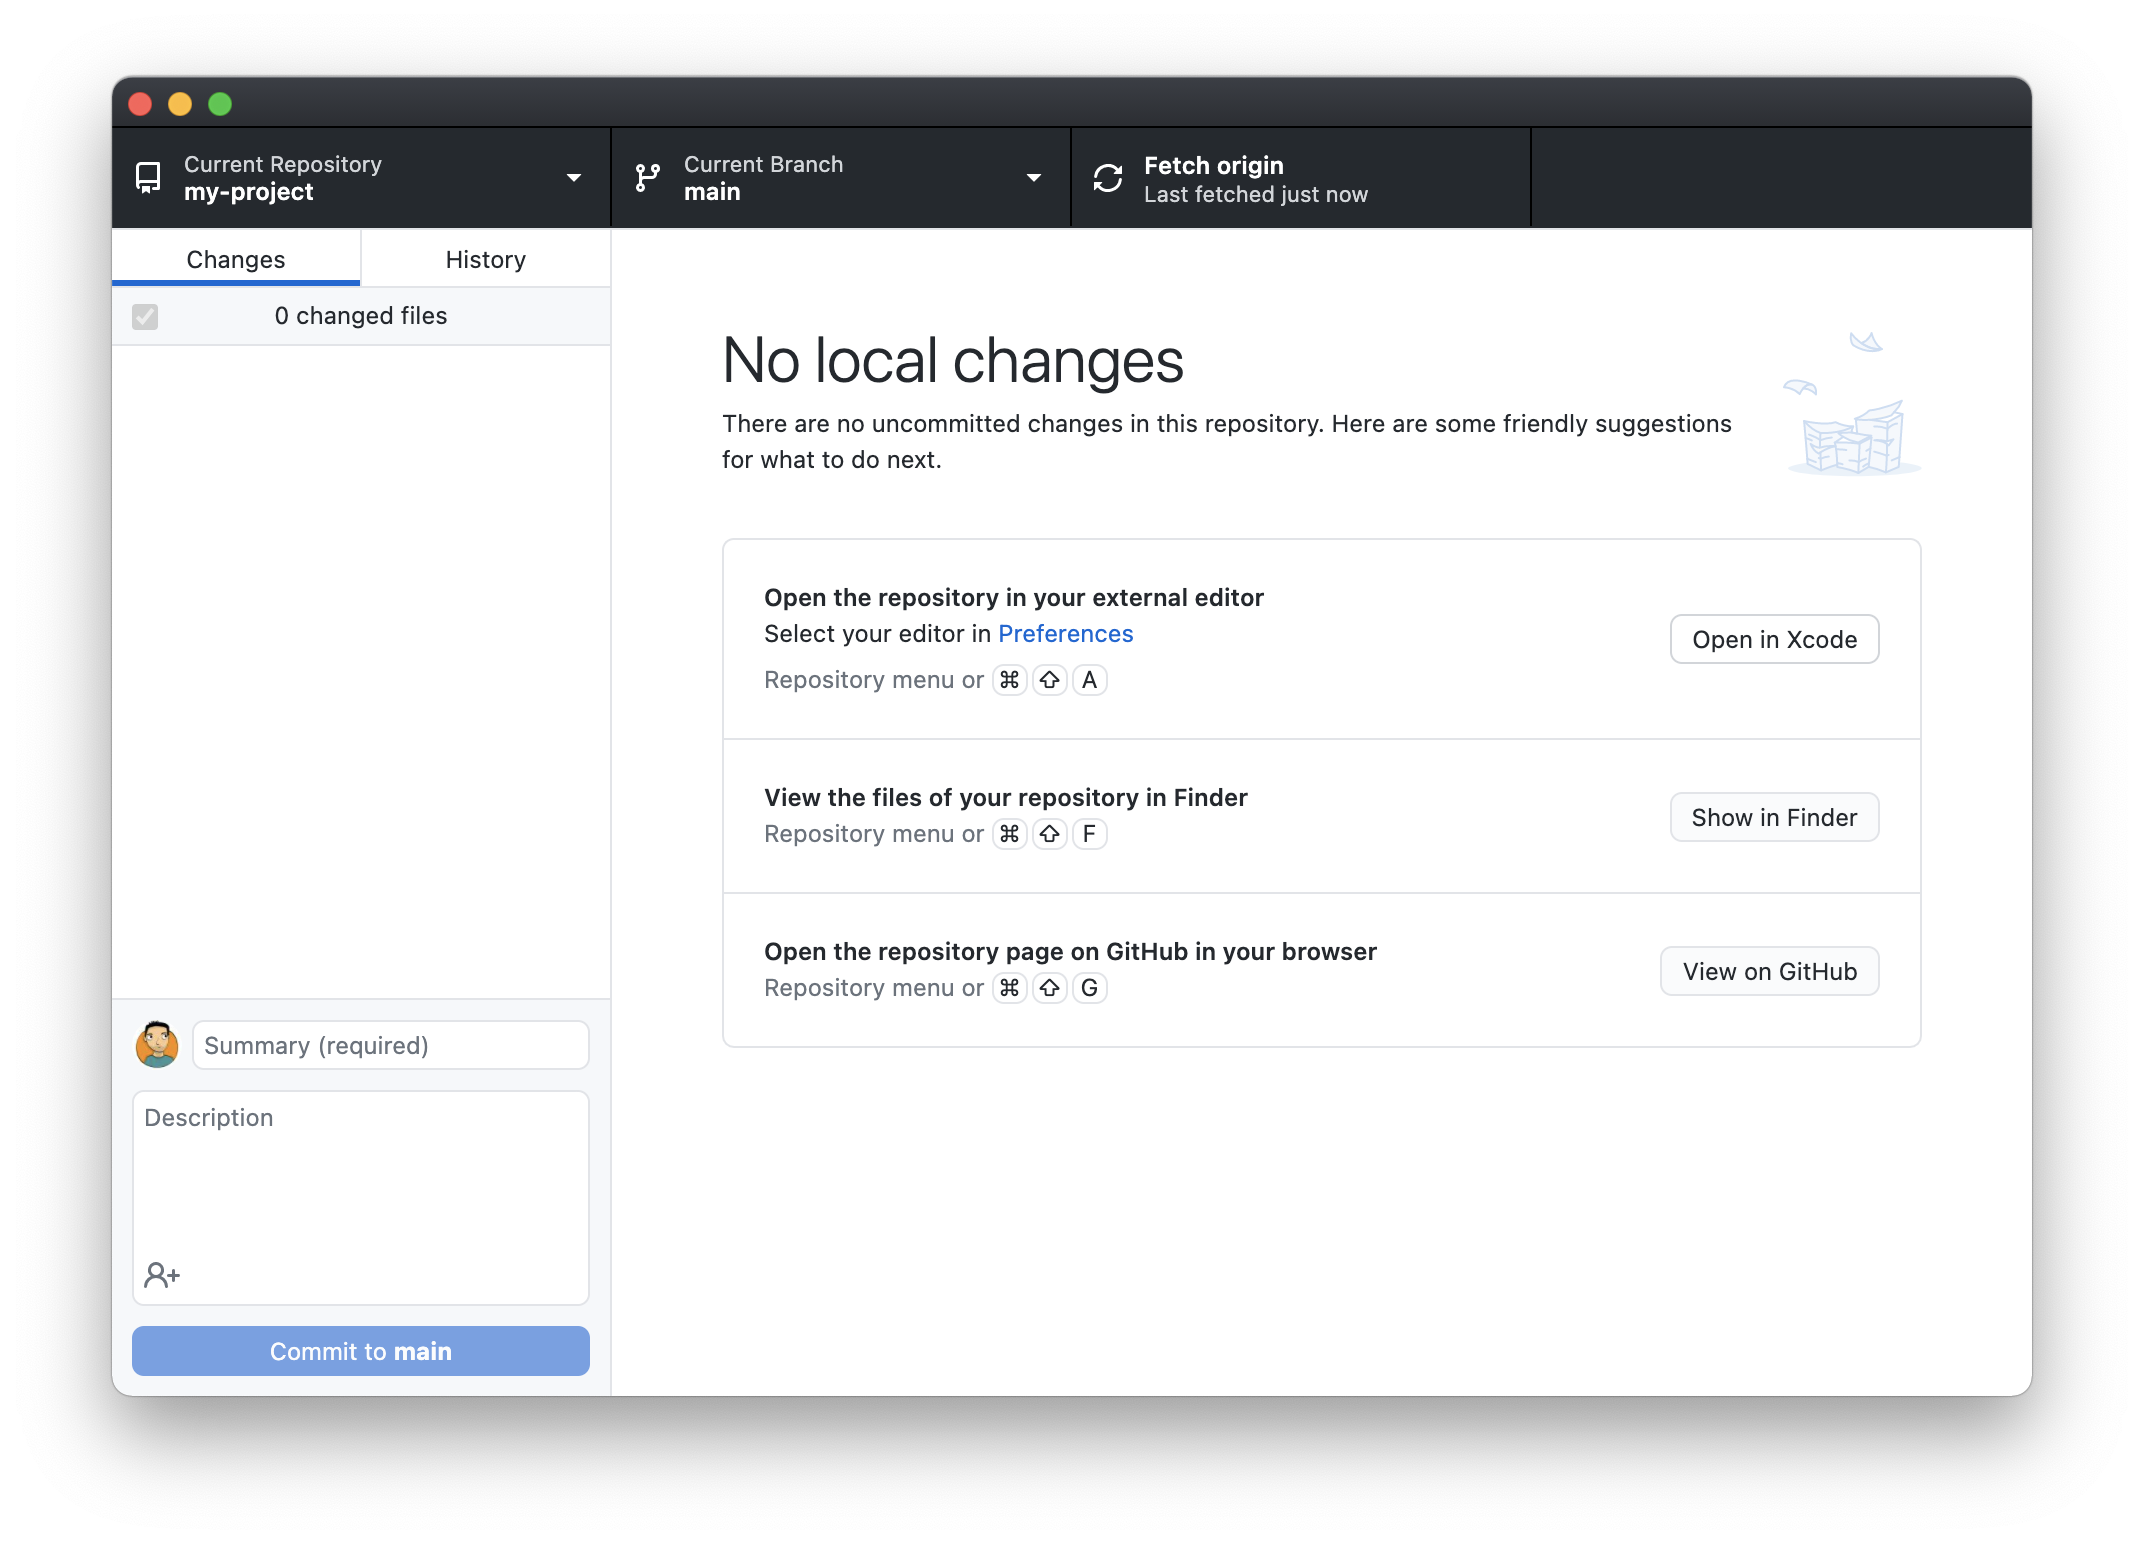 Current Repository
my-project
Current Branch
main
Fetch origin
Last fetched just now
Changes
History
0 changed files
No local changes
There are no uncommitted changes in this repository. Here are some friendly suggestions
for what to do next.
Open the repository in your external editor
Select your editor in Preferences
Repository menu or ⌘ ⇧ A
Open in Xcode
View the files of your repository in Finder
Repository menu or ⌘ ⇧ F
Show in Finder
Open the repository page on GitHub in your browser
Repository menu or ⌘ ⇧ G
View on GitHub
Summary (required)
Description
Commit to main